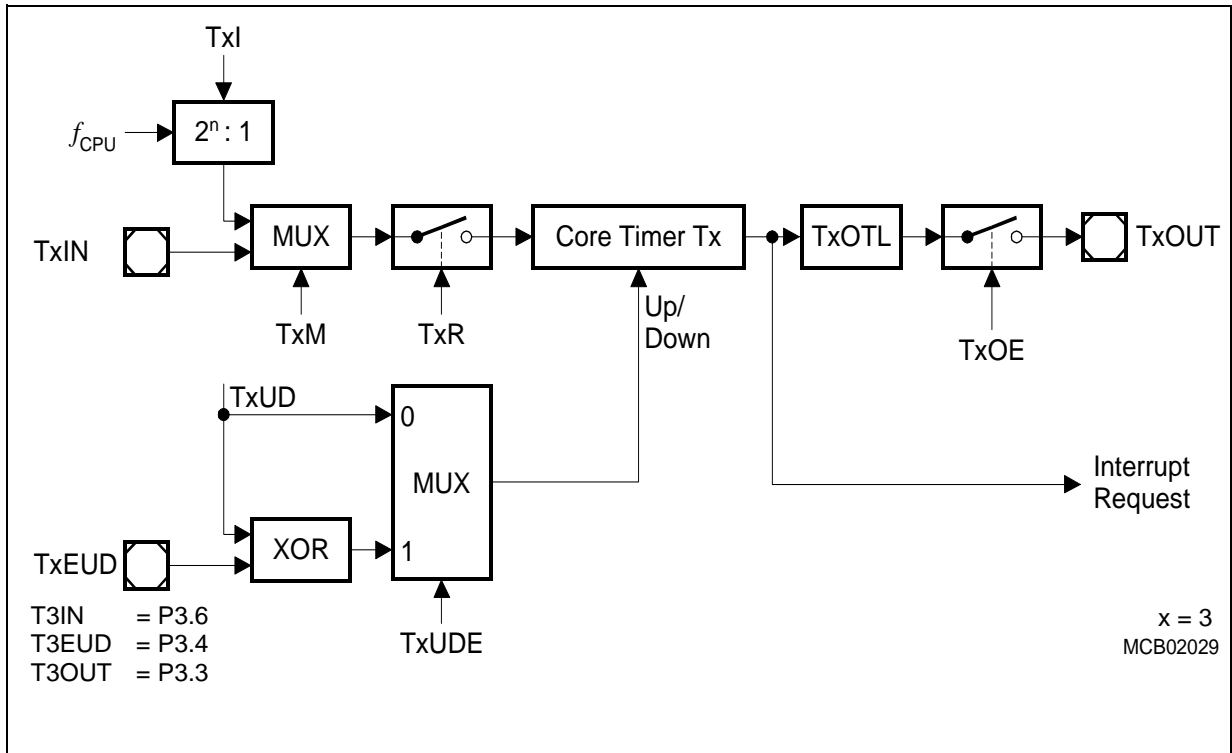 TxI
fCPU
2ⁿ : 1
TxIN
MUX
Core Timer Tx
TxOTL
TxOUT
TxM
TxR
Up/
Down
TxOE
TxUD
0
MUX
Interrupt
Request
TxEUD
XOR
1
T3IN = P3.6
T3EUD = P3.4
T3OUT = P3.3
TxUDE
x = 3
MCB02029